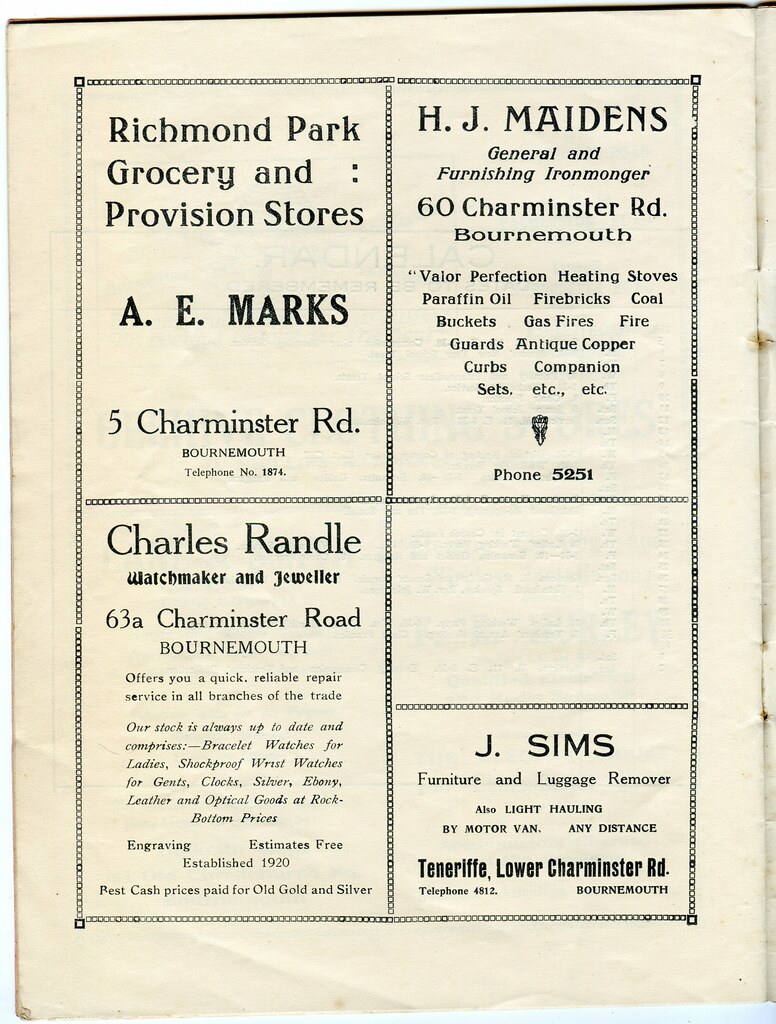 Richmond Park
Grocery and :
Provision Stores
A. E. MARKS
5 Charminster Rd.
BOURNEMOUTH
Telephone No. 1874.
H. J. MAIDENS
General and
Furnishing Ironmonger
60 Charminster Rd.
Bournemouth
"Valor Perfection Heating Stoves
Paraffin Oil Firebricks Coal
Buckets Gas Fires Fire
Guards Antique Copper
Curbs Companion
Sets, etc., etc.
Phone 5251
Charles Randle
Watchmaker and Jeweller
63a Charminster Road
BOURNEMOUTH
Offers you a quick, reliable repair
service in all branches of the trade
Our stock is always up to date and
comprises:—Bracelet Watches for
Ladies, Shockproof Wrist Watches
for Gents, Clocks, Silver, Ebony,
Leather and Optical Goods at Rock-
Bottom Prices
Engraving Estimates Free
Established 1920
Best Cash prices paid for Old Gold and Silver
J. SIMS
Furniture and Luggage Remover
Also LIGHT HAULING
BY MOTOR VAN. ANY DISTANCE
Teneriffe, Lower Charminster Rd.
Telephone 4812. BOURNEMOUTH